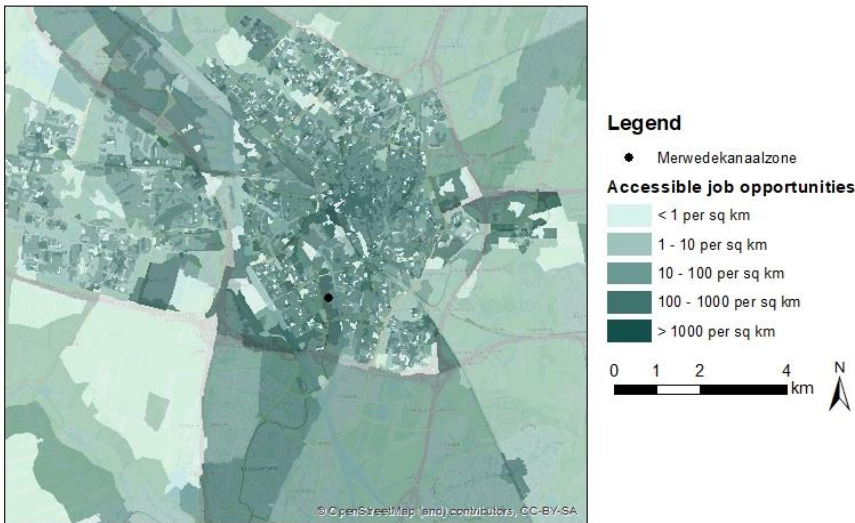 Legend
Merwedekanaalzone
Accessible job opportunities
< 1 per sq km
1 - 10 per sq km
10 - 100 per sq km
100 - 1000 per sq km
> 1000 per sq km
0 1 2 4
km
N
© OpenStreetMap (and) contributors, CC-BY-SA